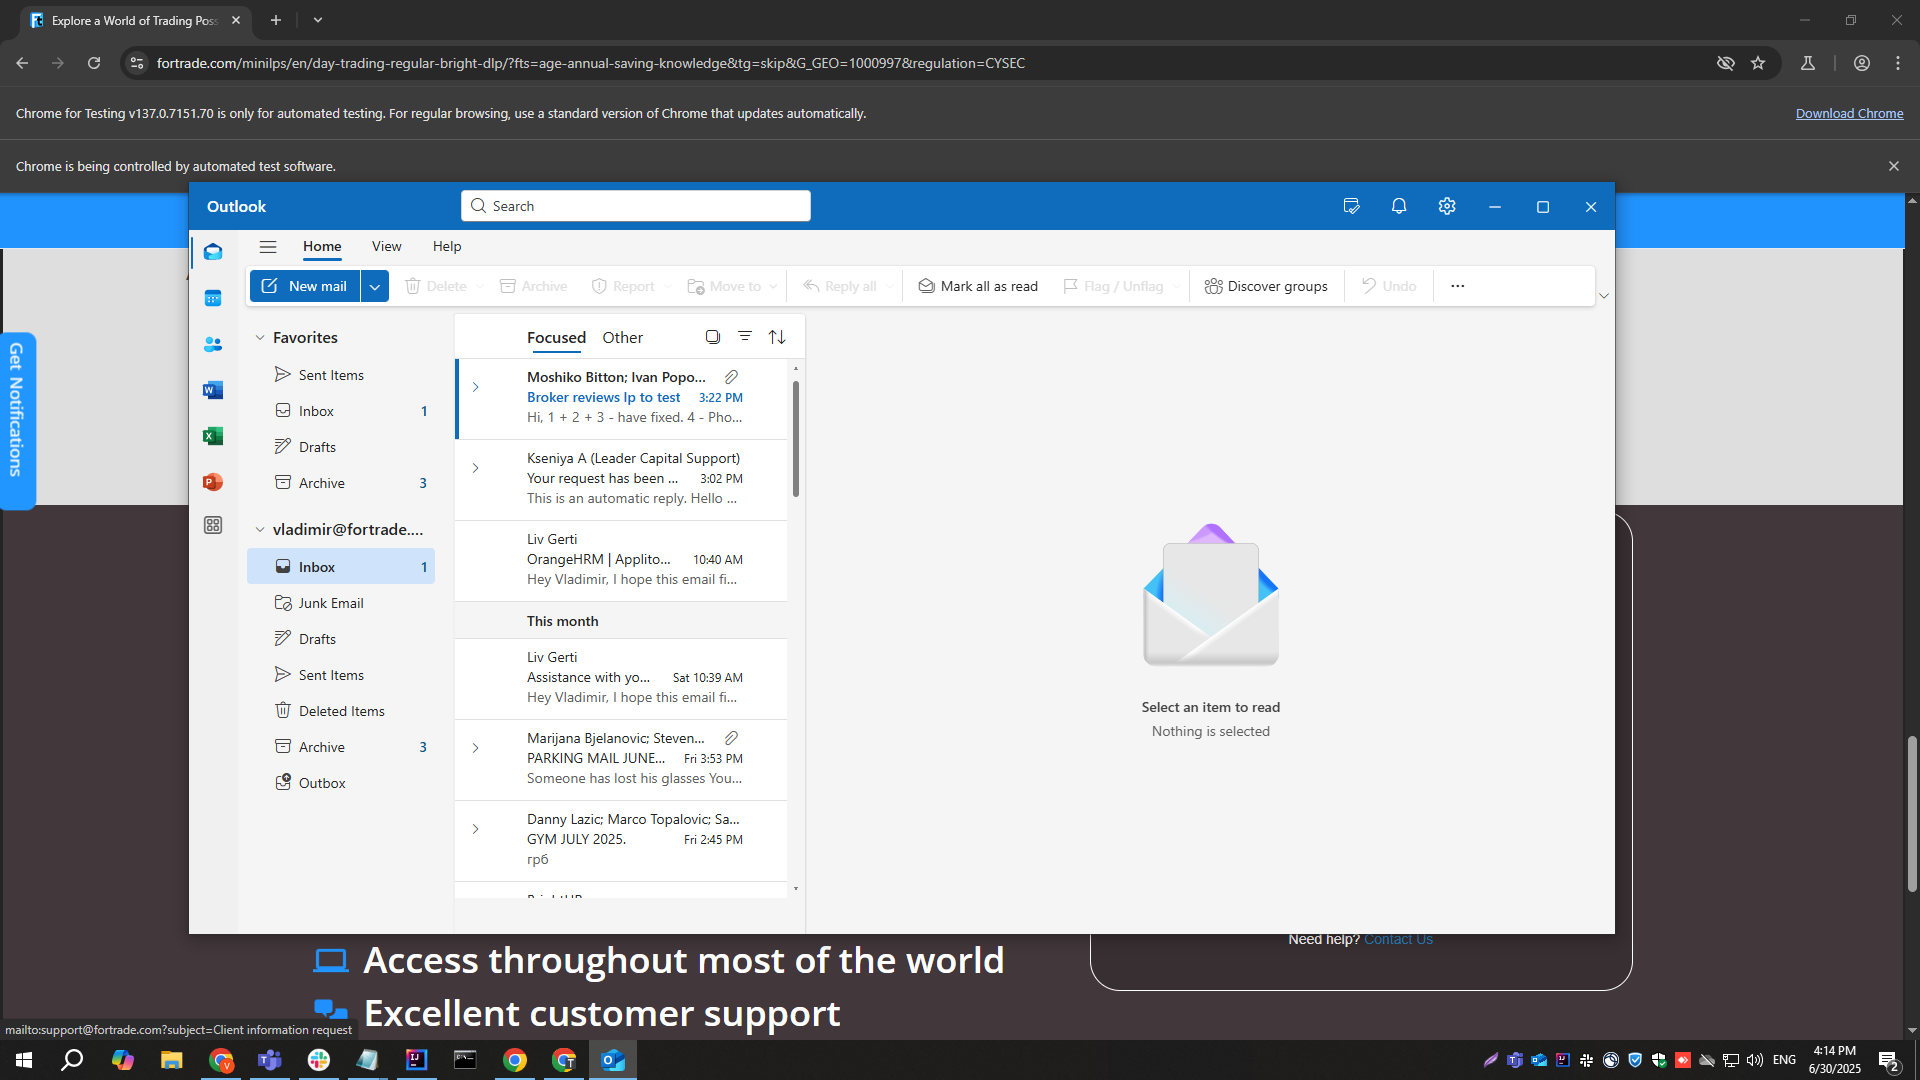 Explore a World of Trading Poss
fortrade.com/minilps/en/day-trading-regular-bright-dlp/?fts=age-annual-saving-knowledge&tg=skip&G_GEO=1000997&regulation=CYSEC
Chrome for Testing v137.0.7151.70 is only for automated testing. For regular browsing, use a standard version of Chrome that updates automatically.
Download Chrome
Chrome is being controlled by automated test software.
Outlook
Search
Home
View
Help
New mail
Delete
Archive
Report
Move to
Reply all
Mark all as read
Flag / Unflag
Discover groups
Undo
Get Notifications
Favorites
Sent Items
Inbox 1
Drafts
Archive 3
vladimir@fortrade....
Inbox 1
Junk Email
Drafts
Sent Items
Deleted Items
Archive 3
Outbox
Focused
Other
Moshiko Bitton; Ivan Popo...
Broker reviews lp to test 3:22 PM
Hi, 1 + 2 + 3 - have fixed. 4 - Pho...
Kseniya A (Leader Capital Support)
Your request has been ... 3:02 PM
This is an automatic reply. Hello ...
Liv Gerti
OrangeHRM | Applito... 10:40 AM
Hey Vladimir, I hope this email fi...
This month
Liv Gerti
Assistance with yo... Sat 10:39 AM
Hey Vladimir, I hope this email fi...
Marijana Bjelanovic; Steven...
PARKING MAIL JUNE... Fri 3:53 PM
Someone has lost his glasses You...
Danny Lazic; Marco Topalovic; Sa...
GYM JULY 2025. Fri 2:45 PM
грб
Select an item to read
Nothing is selected
Need help? Contact Us
Access throughout most of the world
Excellent customer support
mailto:support@fortrade.com?subject=Client information request
ENG
4:14 PM
6/30/2025
2